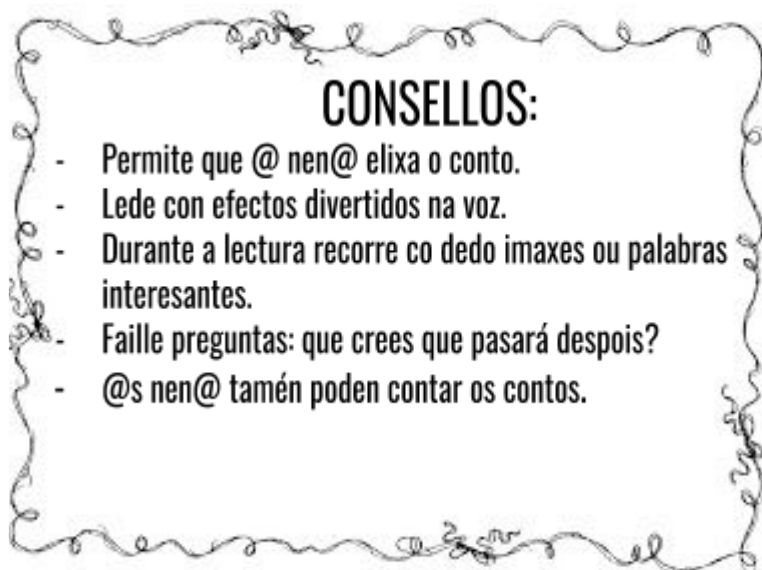 CONSELLOS:
- Permite que @ nen@ elixa o conto.
- Lede con efectos divertidos na voz.
- Durante a lectura recorre co dedo imaxes ou palabras
interesantes.
- Faille preguntas: que crees que pasará despois?
- @s nen@ tamén poden contar os contos.